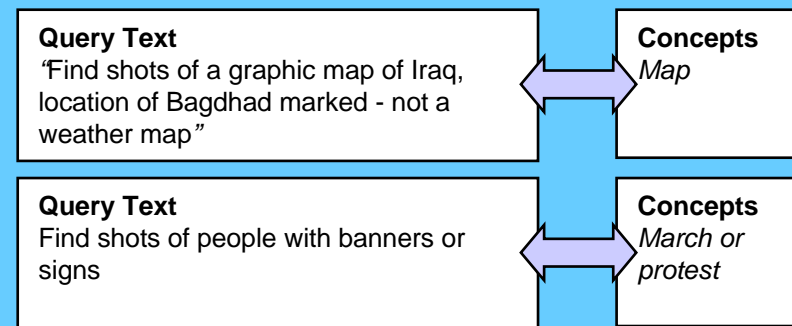 Query Text
“Find shots of a graphic map of Iraq,
location of Bagdhad marked - not a
weather map”
Concepts
Map
Query Text
Find shots of people with banners or
signs
Concepts
March or
protest